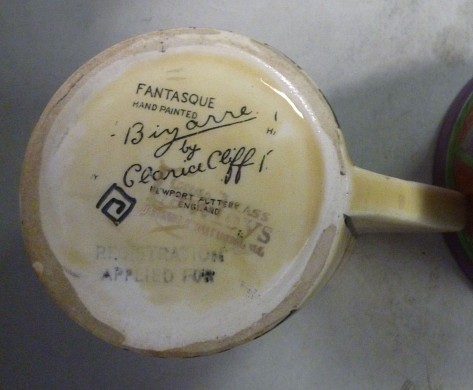 FANTASQUE
HAND PAINTED
Bizarre
by
Clarice Cliff
NEWPORT POTTERY
ENGLAND
REGISTRATION
APPLIED FOR